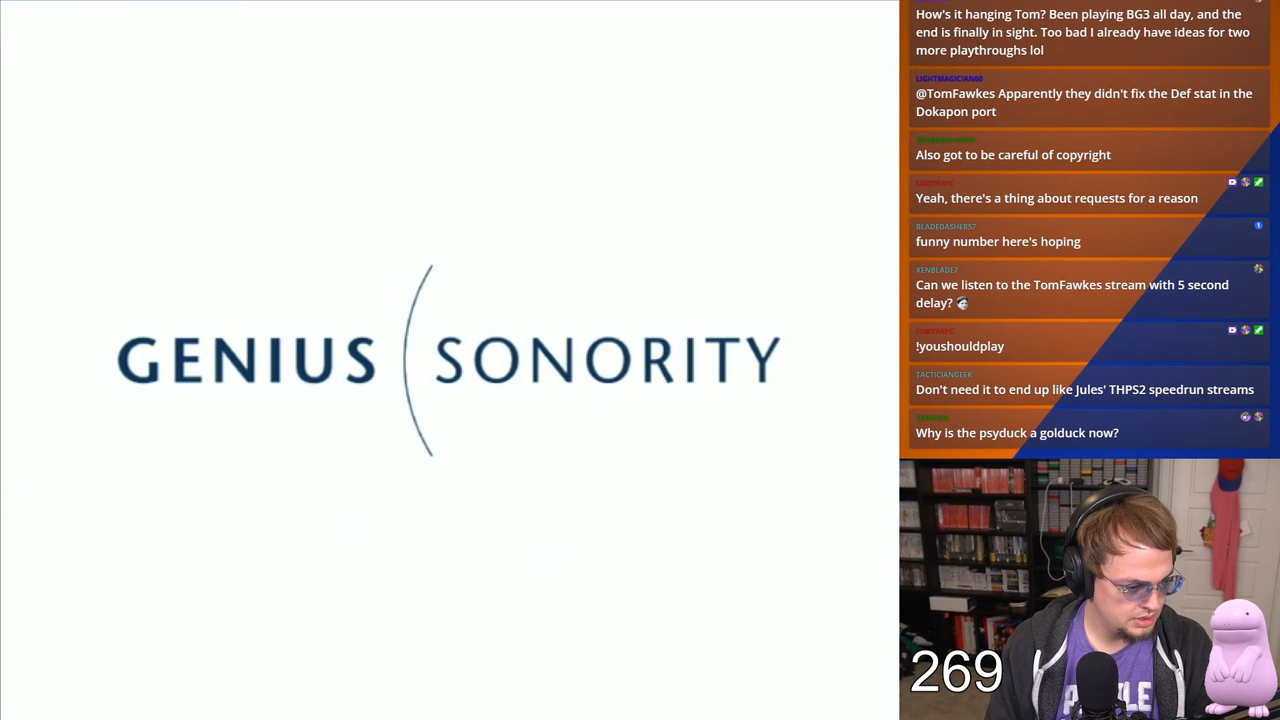 GENIUS SONORITY
How's it hanging Tom? Been playing BG3 all day, and the
end is finally in sight. Too bad I already have ideas for two
more playthroughs lol
LIGHTMAGICIAN60
@TomFawkes Apparently they didn't fix the Def stat in the
Dokapon port
Also got to be careful of copyright
Yeah, there's a thing about requests for a reason
BLADEDASHER57
funny number here's hoping
XENBLADE7
Can we listen to the TomFawkes stream with 5 second
delay?
!youshouldplay
TACTICIANGEEK
Don't need it to end up like Jules' THPS2 speedrun streams
Why is the psyduck a golduck now?
269